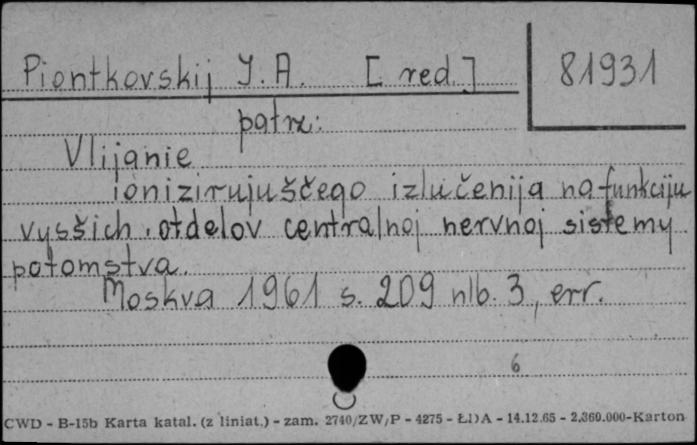 Piontkovskij J. A. [red.]
81931
patrz:
Vlijanie
ionizirujuščego izlučenija na funkciju
vysšich otdelov centralnoj nervnoj sistemy
potomstva.
Moskva 1961 s. 209 nlb. 3, err.
6
CWD - B-15b Karta katal. (z liniat.) - zam. 2740/ZW/P - 4275 - ŁDA - 14.12.65 - 2,360.000-Karton